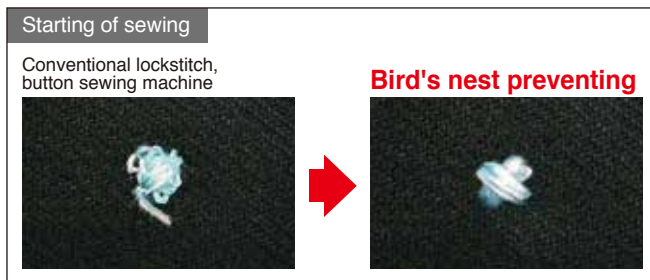 Starting of sewing
Conventional lockstitch,
button sewing machine
Bird's nest preventing